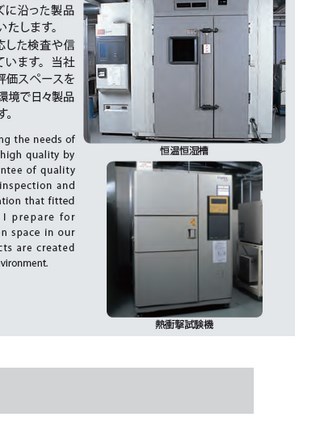 ズに沿った製品
いたします。
応した検査や信
ています。当社
評価スペースを
環境で日々製品
す。
ng the needs of
high quality by
ntee of quality
inspection and
tion that fitted
I prepare for
n space in our
cts are created
vironment.
恒温恒湿槽
熱衝撃試験機